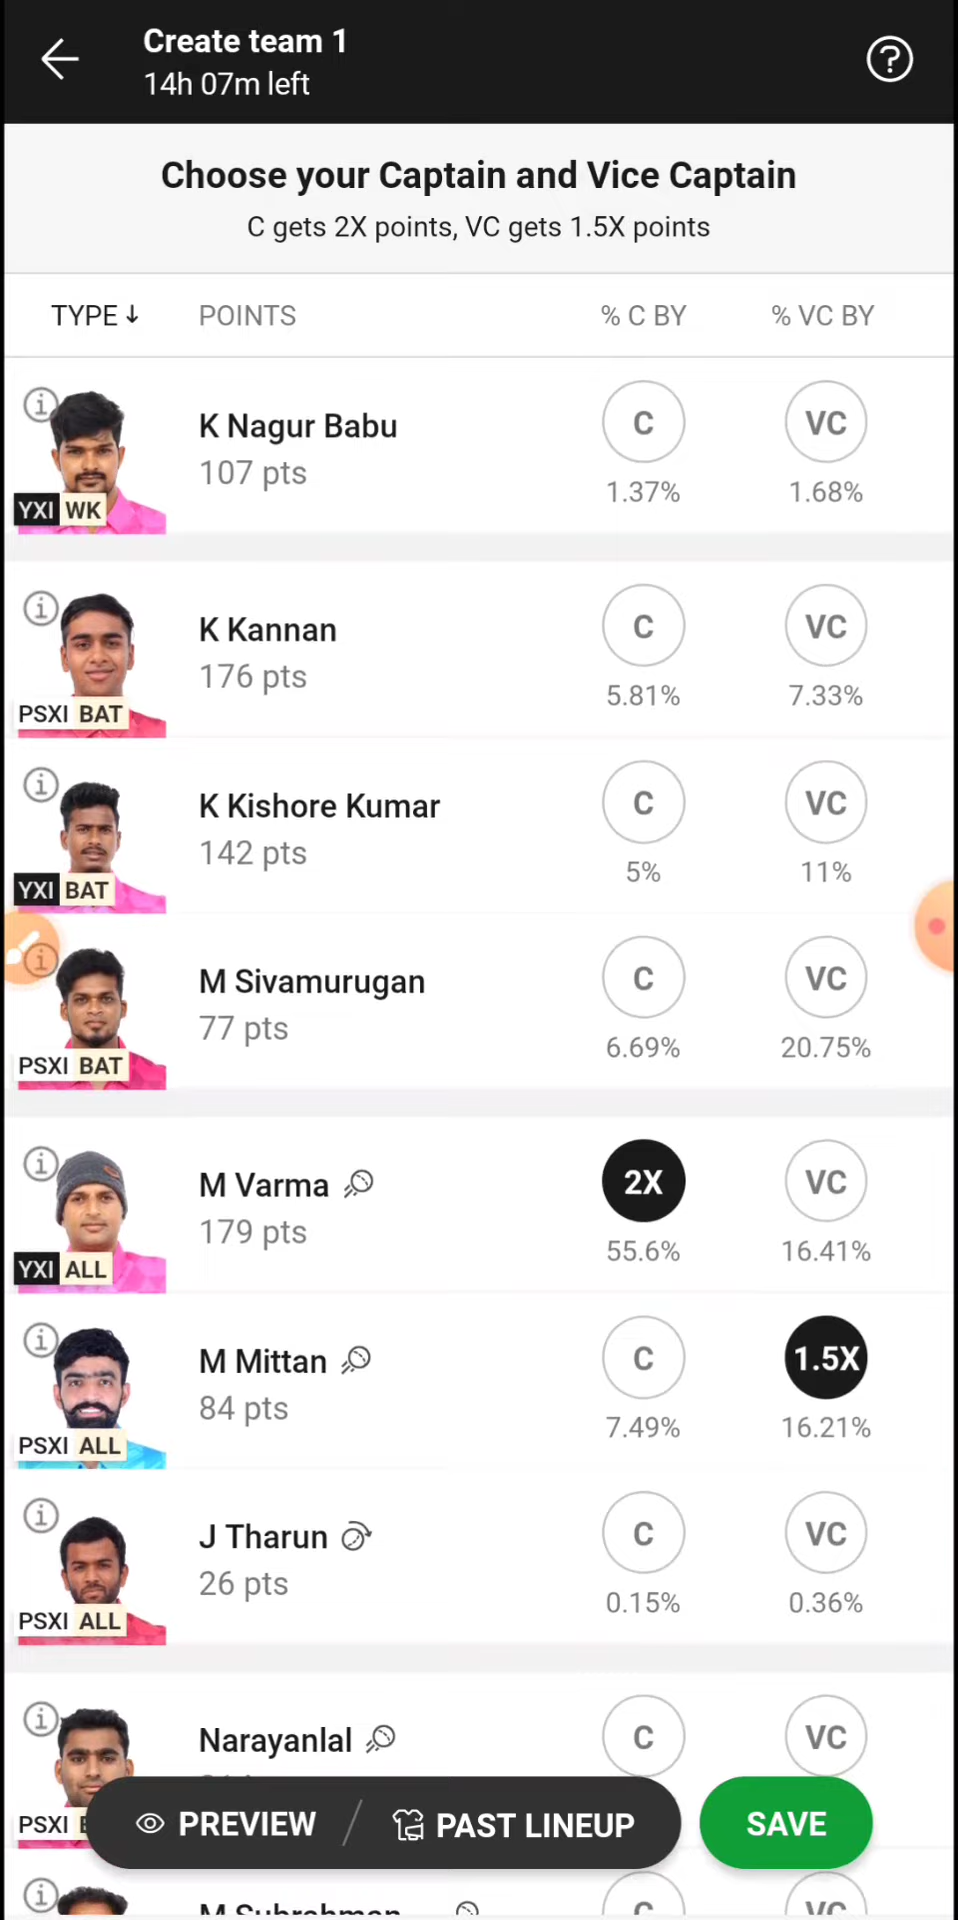 Create team 1
14h 07m left
Choose your Captain and Vice Captain
C gets 2X points, VC gets 1.5X points
TYPE↓ POINTS % C BY % VC BY
K Nagur Babu C VC
107 pts 1.37% 1.68%
YXI WK
K Kannan C VC
176 pts 5.81% 7.33%
PSXI BAT
K Kishore Kumar C VC
142 pts 5% 11%
YXI BAT
M Sivamurugan C VC
77 pts 6.69% 20.75%
PSXI BAT
M Varma 2X VC
179 pts 55.6% 16.41%
YXI ALL
M Mittan C 1.5X
84 pts 7.49% 16.21%
PSXI ALL
J Tharun C VC
26 pts 0.15% 0.36%
PSXI ALL
Narayanlal C VC
PSXI
PREVIEW / PAST LINEUP SAVE
M C VC